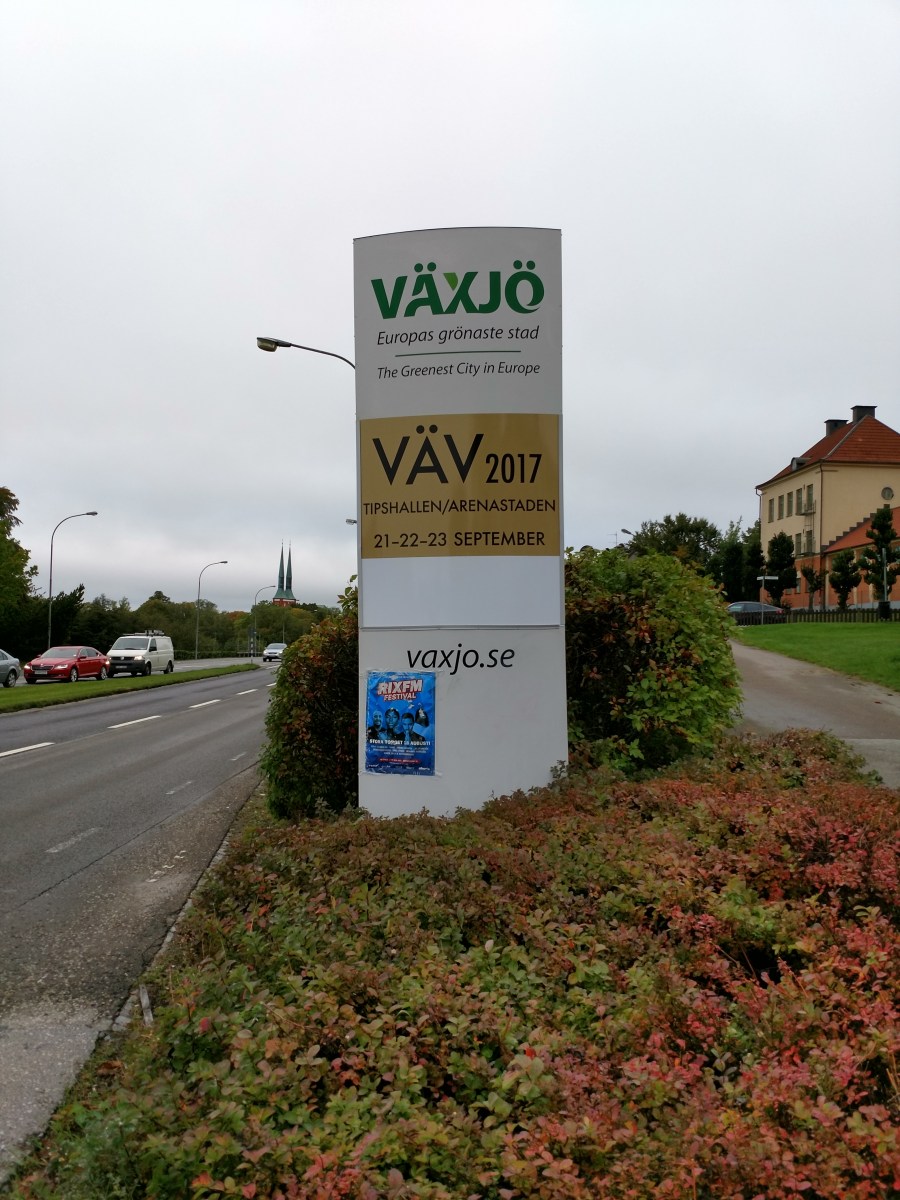 VÄXJÖ
Europas grönaste stad
The Greenest City in Europe
VÄV 2017
TIPSHALLEN/ARENASTADEN
21-22-23 SEPTEMBER
vaxjo.se
RIXFM
FESTIVAL